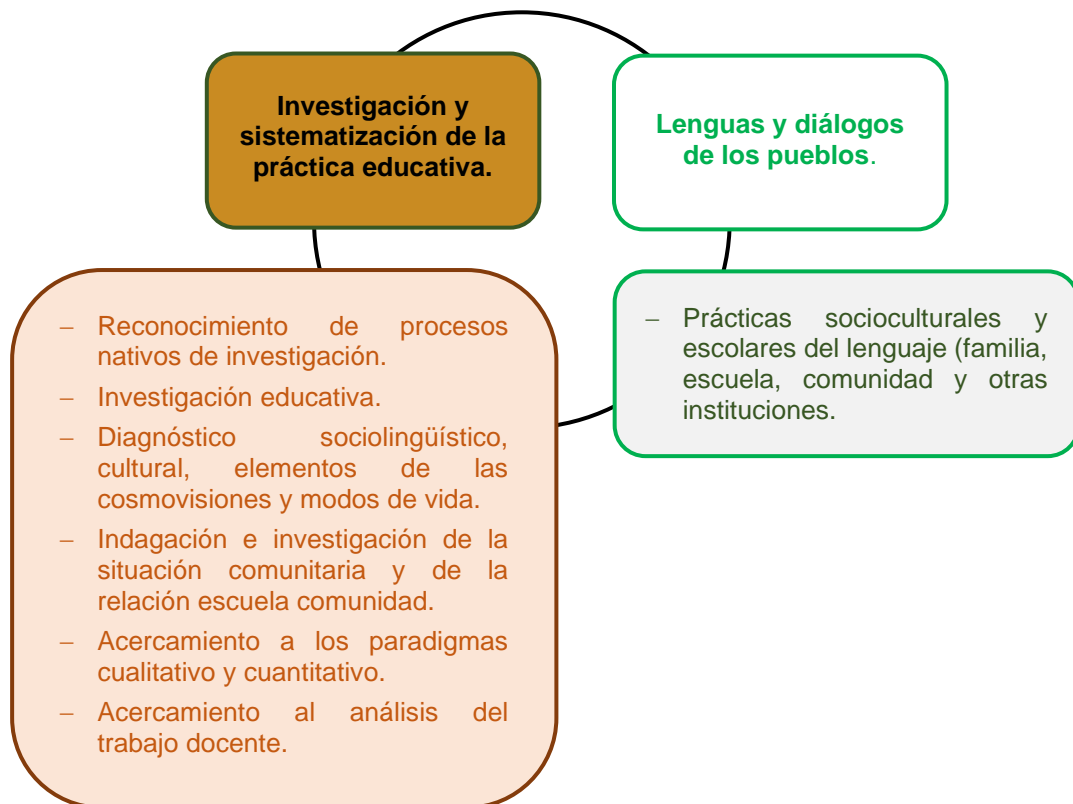 Investigación y
sistematización de la
práctica educativa.
Lenguas y diálogos
de los pueblos.
– Reconocimiento de procesos
nativos de investigación.
– Investigación educativa.
– Diagnóstico sociolingüístico,
cultural, elementos de las
cosmovisiones y modos de vida.
– Indagación e investigación de la
situación comunitaria y de la
relación escuela comunidad.
– Acercamiento a los paradigmas
cualitativo y cuantitativo.
– Acercamiento al análisis del
trabajo docente.
– Prácticas socioculturales y
escolares del lenguaje (familia,
escuela, comunidad y otras
instituciones.